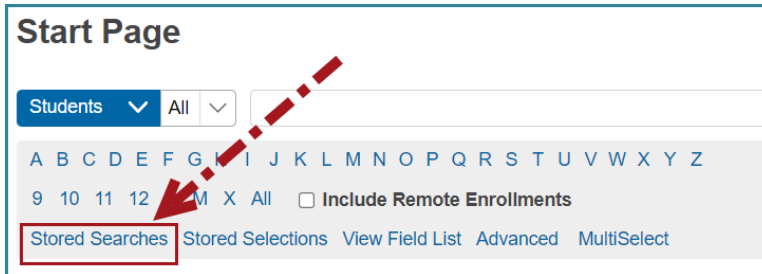 Start Page
Students All
A B C D E F G H I J K L M N O P Q R S T U V W X Y Z
9 10 11 12 M X All Include Remote Enrollments
Stored Searches Stored Selections View Field List Advanced MultiSelect